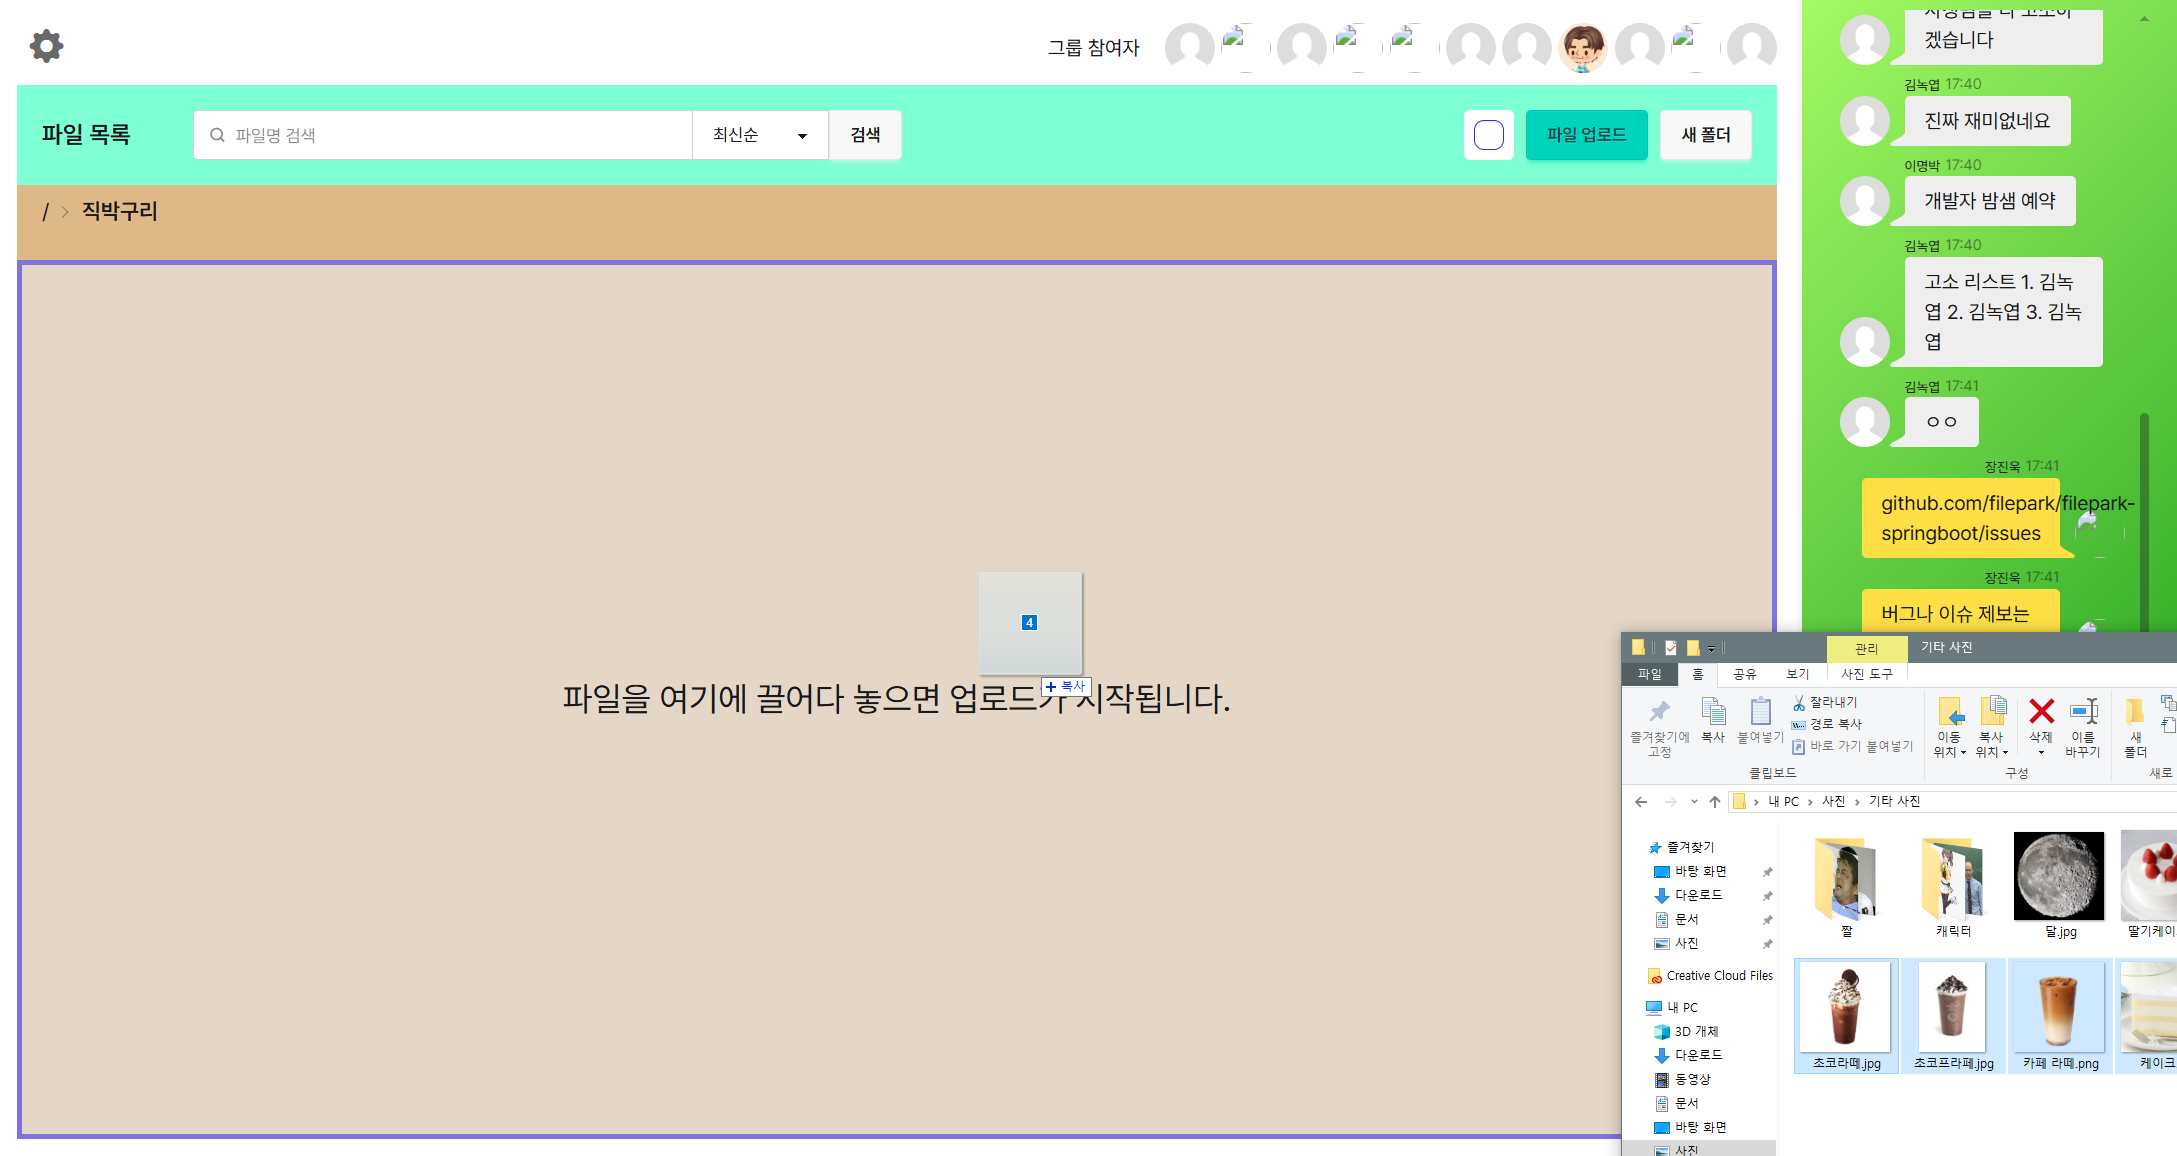 그룹 참여자
파일 목록
파일명 검색
최신순
검색
파일 업로드
새 폴더
/ > 직박구리
4
+ 복사
파일을 여기에 끌어다 놓으면 업로드가 시작됩니다.
겠습니다
김녹엽 17:40
진짜 재미없네요
이명박 17:40
개발자 밤샘 예약
김녹엽 17:40
고소 리스트 1. 김녹
엽 2. 김녹엽 3. 김녹
엽
김녹엽 17:41
ㅇㅇ
장진욱 17:41
github.com/filepark/filepark-
springboot/issues
장진욱 17:41
버그나 이슈 제보는
관리
기타 사진
파일
홈
공유
보기
사진 도구
즐겨찾기에
고정
복사
붙여넣기
잘라내기
경로 복사
바로 가기 붙여넣기
클립보드
이동
위치
복사
위치
삭제
이름
바꾸기
구성
새
폴더
새로
내 PC > 사진 > 기타 사진
즐겨찾기
바탕 화면
다운로드
문서
사진
Creative Cloud Files
내 PC
3D 개체
다운로드
동영상
문서
바탕 화면
사진
짤
캐릭터
달.jpg
딸기케이
초코라떼.jpg
초코프라페.jpg
카페 라떼.png
케이크